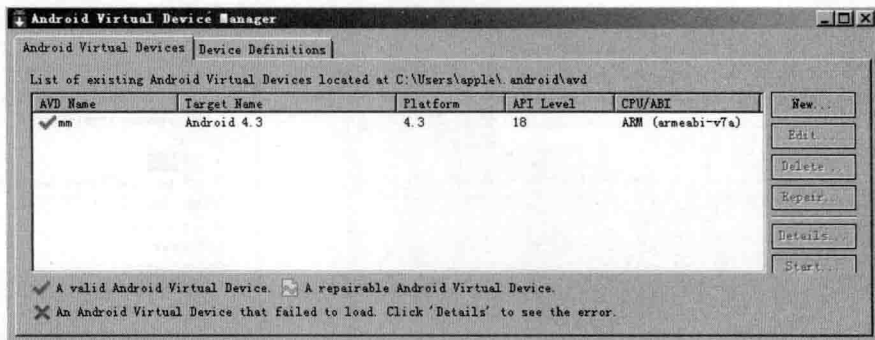 Android Virtual Device Manager
Android Virtual Devices Device Definitions
List of existing Android Virtual Devices located at C:\Users\apple\.android\avd
AVD Name Target Name Platform API Level CPU/ABI
mm Android 4.3 4.3 18 ARM (armeabi-v7a)
New...
Edit...
Delete...
Repair...
Details...
Start...
A valid Android Virtual Device. A repairable Android Virtual Device.
An Android Virtual Device that failed to load. Click 'Details' to see the error.